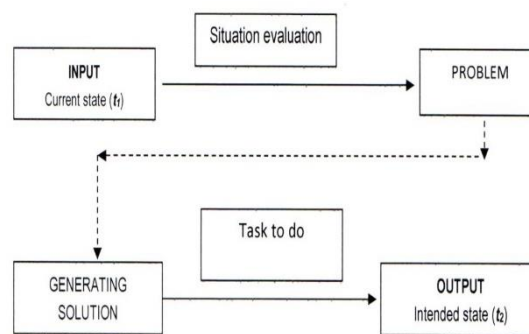 Situation evaluation
INPUT
Current state (t1)
PROBLEM
Task to do
GENERATING
SOLUTION
OUTPUT
Intended state (t2)